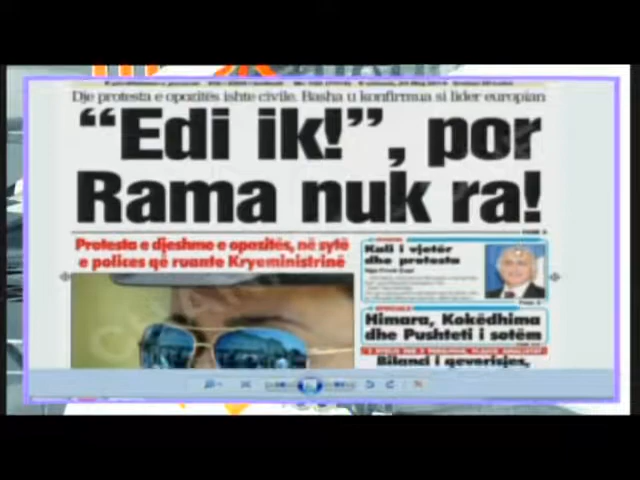 Dje protesta e opozitës ishte civile. Basha u konfirmua si lider europian
“Edi ik!”, por
Rama nuk ra!
Protesta e djeshme e opozitës, në sytë
e polices që ruante Kryeministrinë
Kali i vjetër
dhe protesta
Himara, Kokëdhima
dhe Pushteti i sotëm
Bilanci i qeverisjes,